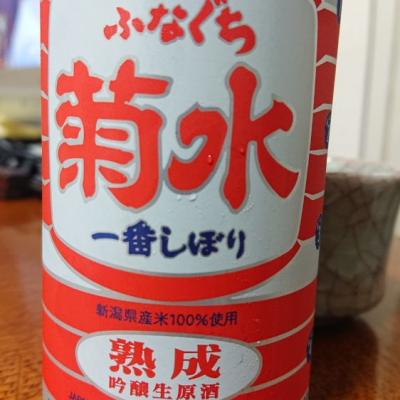 ふなぐち
菊水
一番しぼり
新潟県産米100%使用
熟成
吟醸生原酒